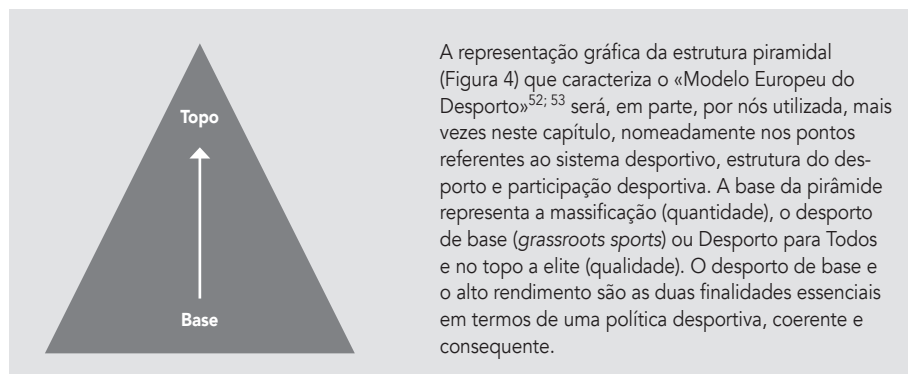 Topo
Base
A representação gráfica da estrutura piramidal
(Figura 4) que caracteriza o «Modelo Europeu do
Desporto»52; 53 será, em parte, por nós utilizada, mais
vezes neste capítulo, nomeadamente nos pontos
referentes ao sistema desportivo, estrutura do des-
porto e participação desportiva. A base da pirâmide
representa a massificação (quantidade), o desporto
de base (grassroots sports) ou Desporto para Todos
e no topo a elite (qualidade). O desporto de base e
o alto rendimento são as duas finalidades essenciais
em termos de uma política desportiva, coerente e
consequente.